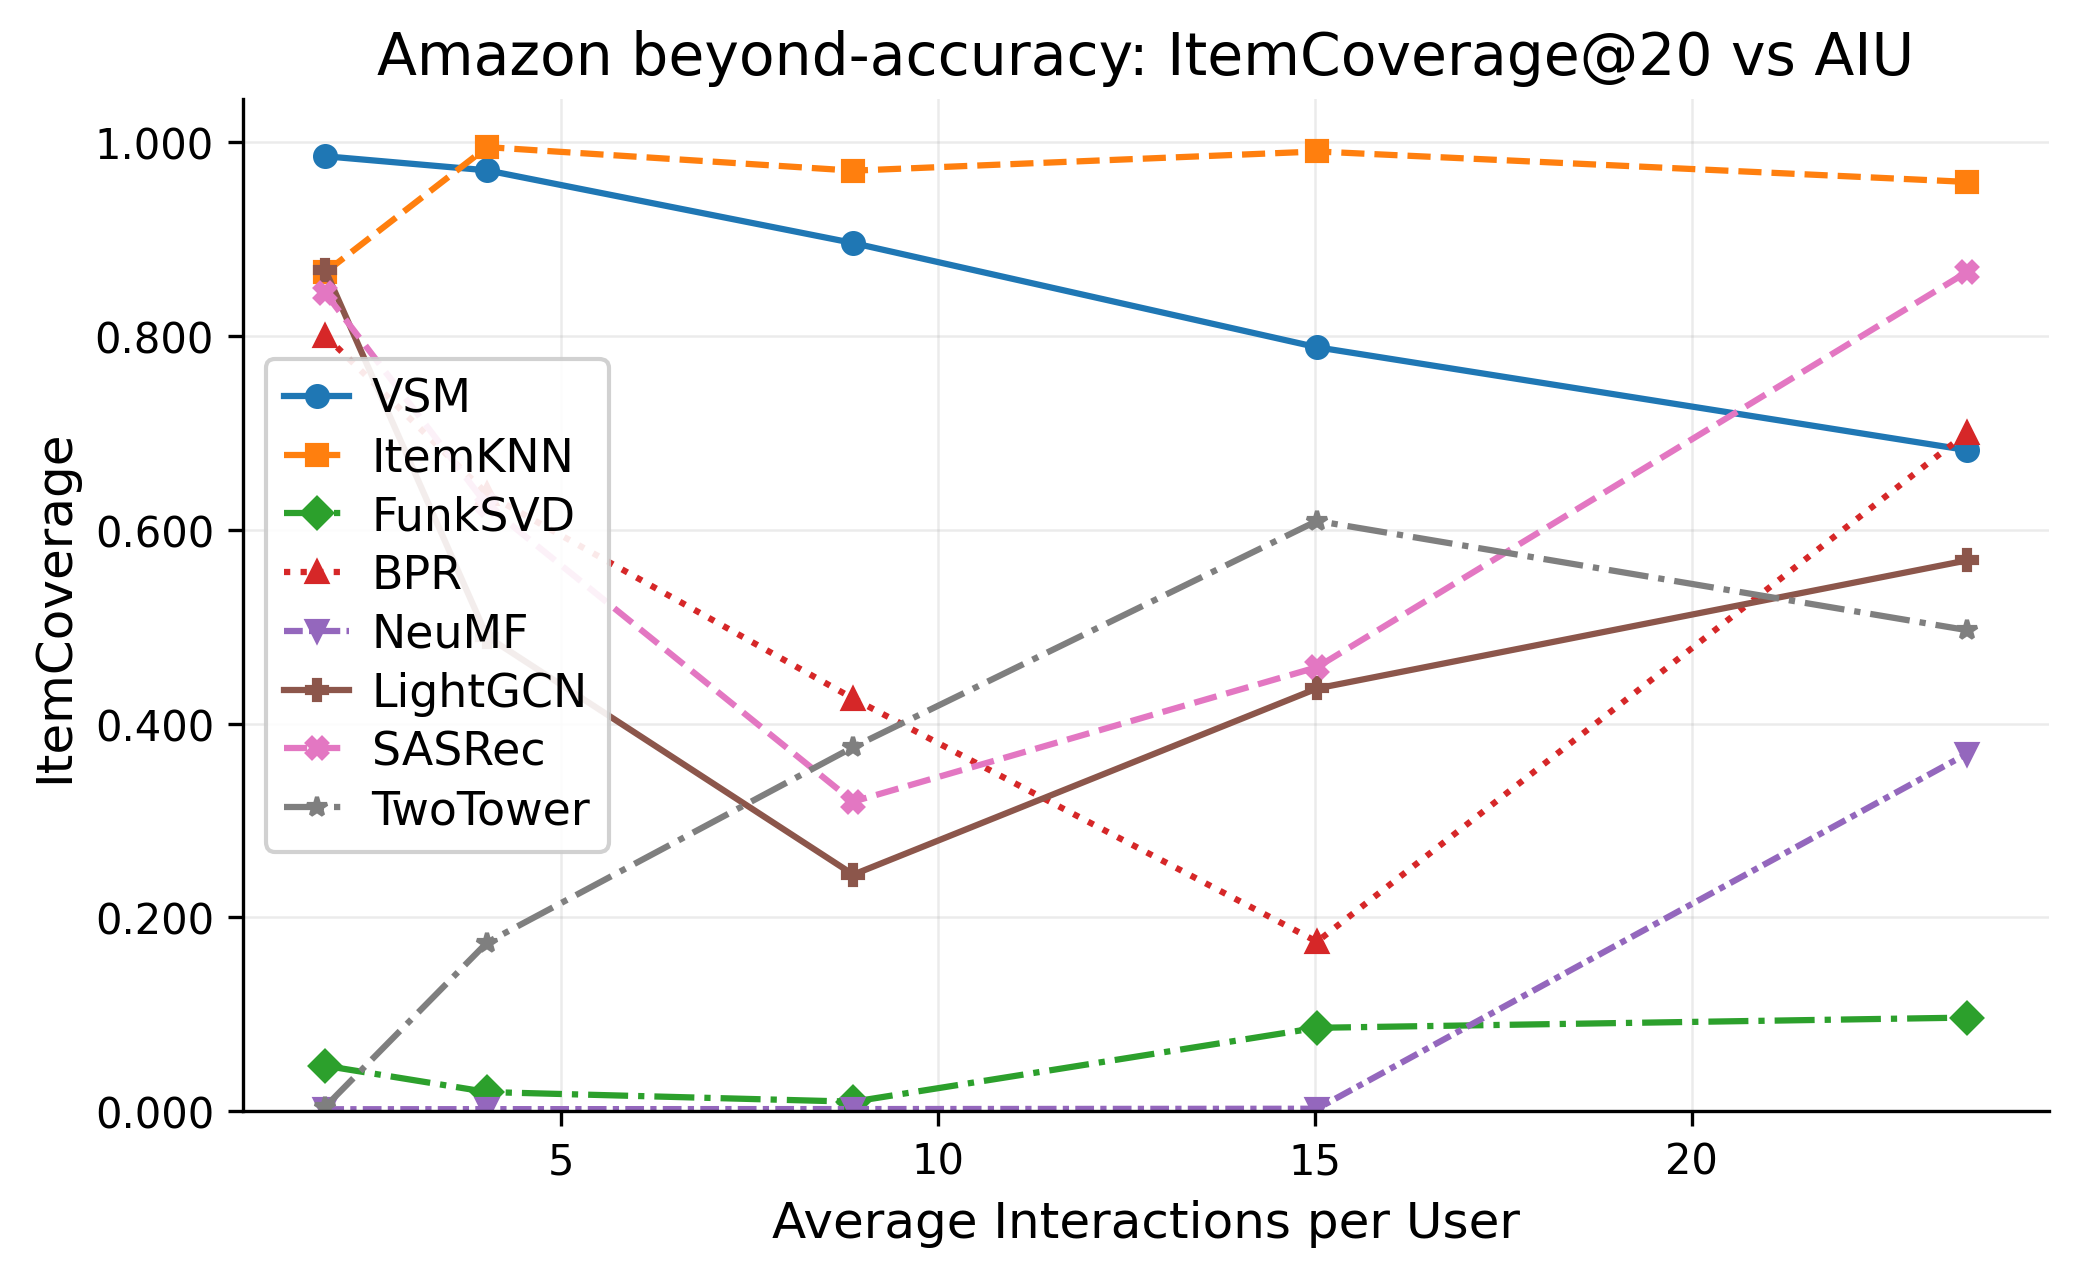 Amazon beyond-accuracy: ItemCoverage@20 vs AIU
ItemCoverage
1.000
0.800
0.600
0.400
0.200
0.000
VSM
ItemKNN
FunkSVD
BPR
NeuMF
LightGCN
SASRec
TwoTower
5 10 15 20
Average Interactions per User